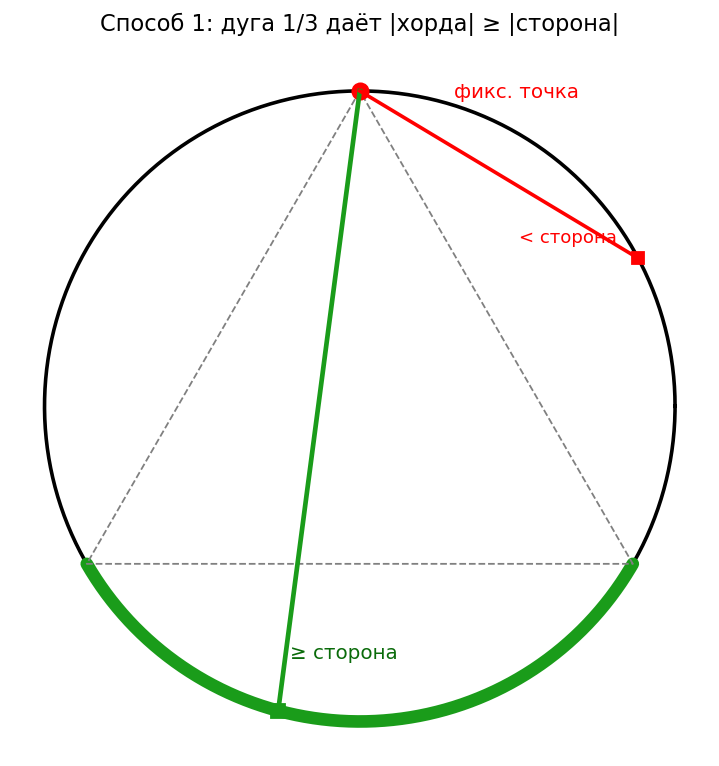 Способ 1: дуга 1/3 даёт |хорда| ≥ |сторона|
фикс. точка
< сторона
≥ сторона